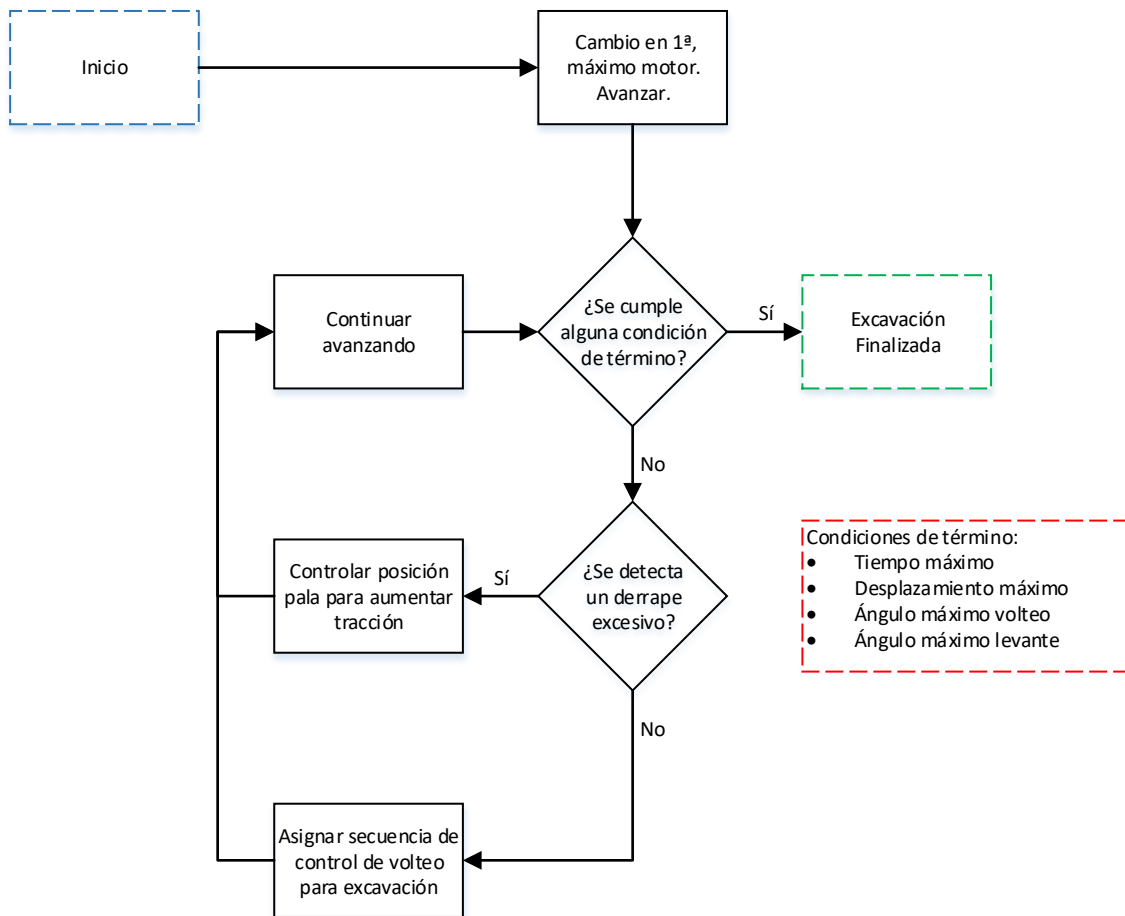 Inicio
Cambio en 1ª,
máximo motor.
Avanzar.
Continuar
avanzando
¿Se cumple
alguna condición
de término?
Sí
Excavación
Finalizada
No
Controlar posición
pala para aumentar
tracción
Sí
¿Se detecta
un derrape
excesivo?
Condiciones de término:
• Tiempo máximo
• Desplazamiento máximo
• Ángulo máximo volteo
• Ángulo máximo levante
No
Asignar secuencia de
control de volteo
para excavación